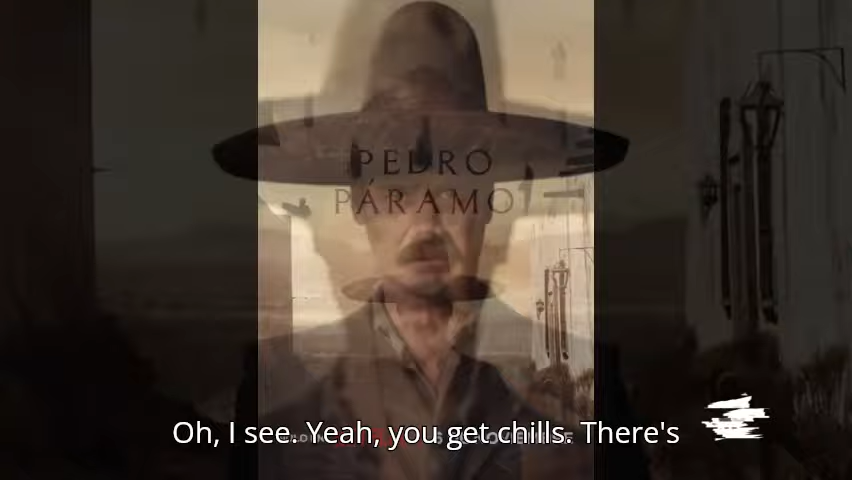 PEDRO
PÁRAMO
Oh, I see. Yeah, you get chills. There's